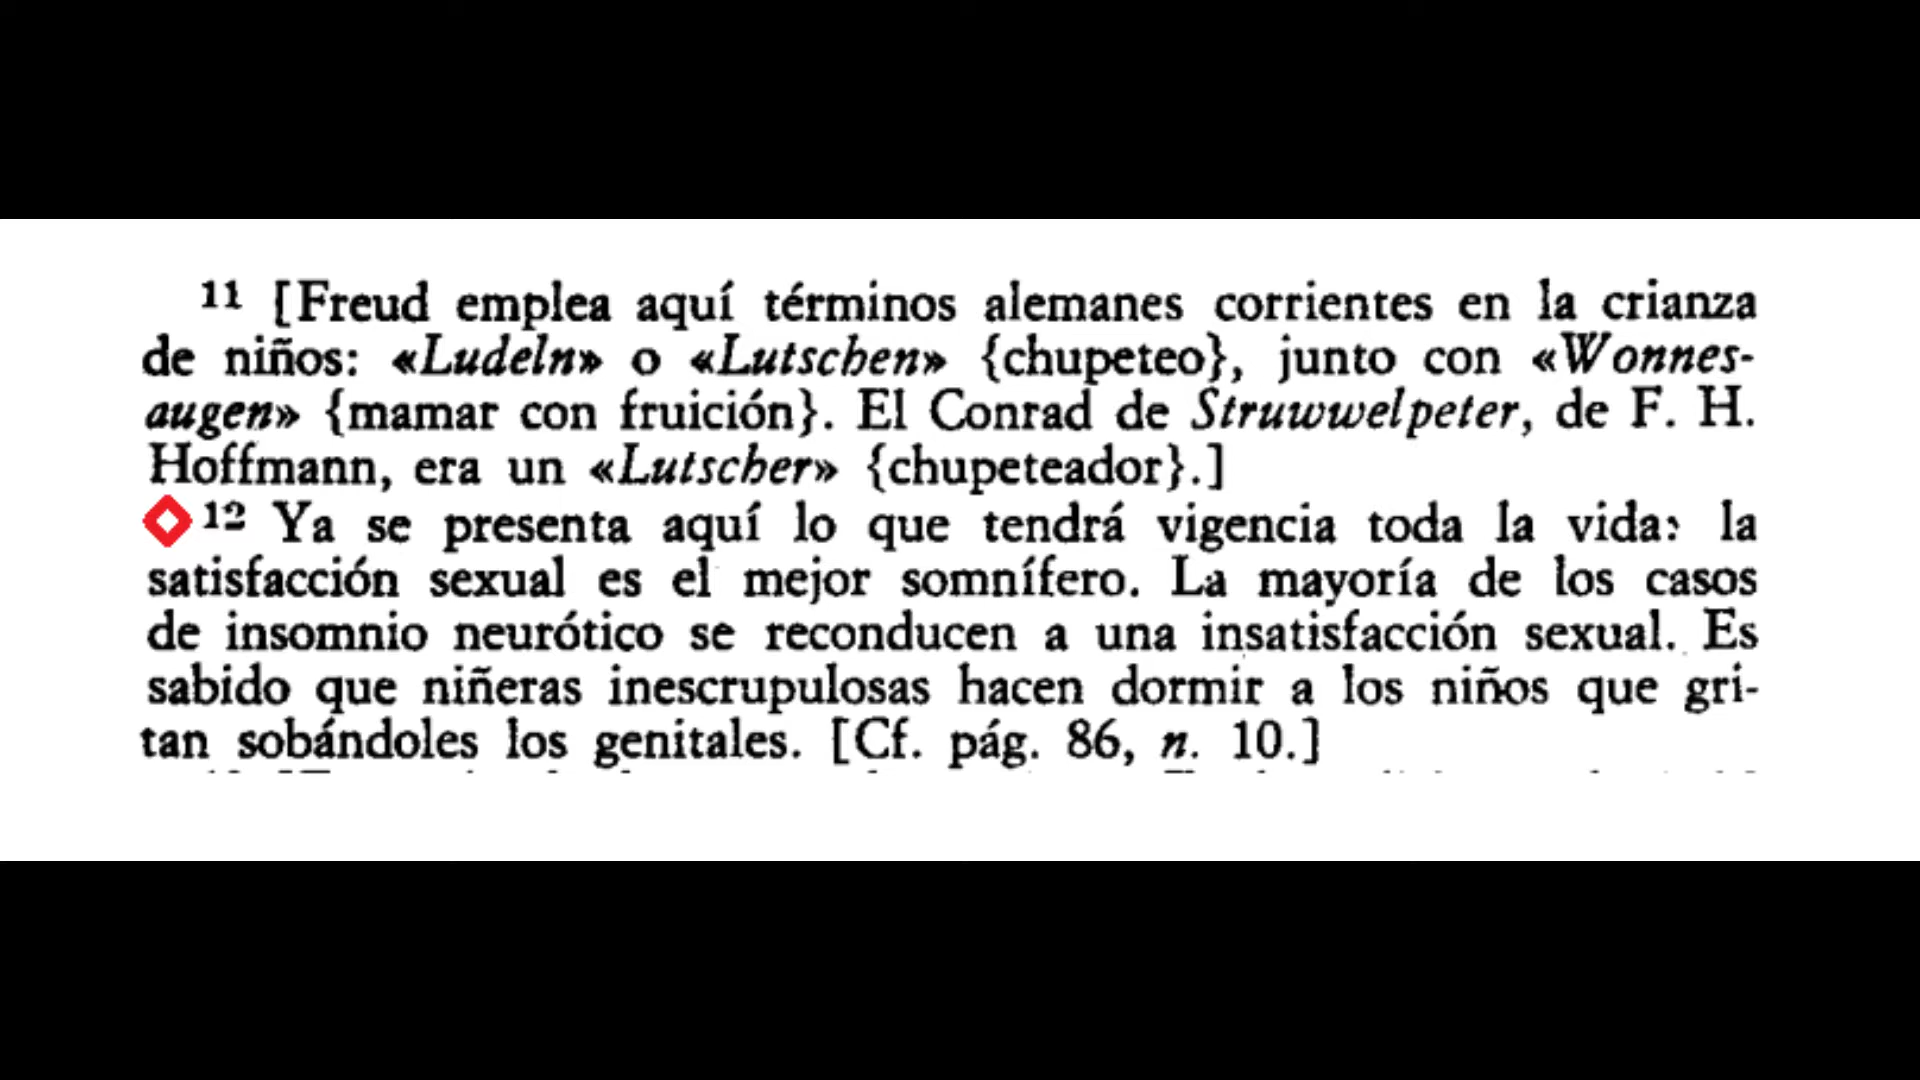 11 [Freud emplea aquí términos alemanes corrientes en la crianza
de niños: «Ludeln» o «Lutschen» {chupeteo}, junto con «Wonnes-
augen» {mamar con fruición}. El Conrad de Struwwelpeter, de F. H.
Hoffmann, era un «Lutscher» {chupeteador}.]
12 Ya se presenta aquí lo que tendrá vigencia toda la vida: la
satisfacción sexual es el mejor somnífero. La mayoría de los casos
de insomnio neurótico se reconducen a una insatisfacción sexual. Es
sabido que niñeras inescrupulosas hacen dormir a los niños que gri-
tan sobándoles los genitales. [Cf. pág. 86, n. 10.]